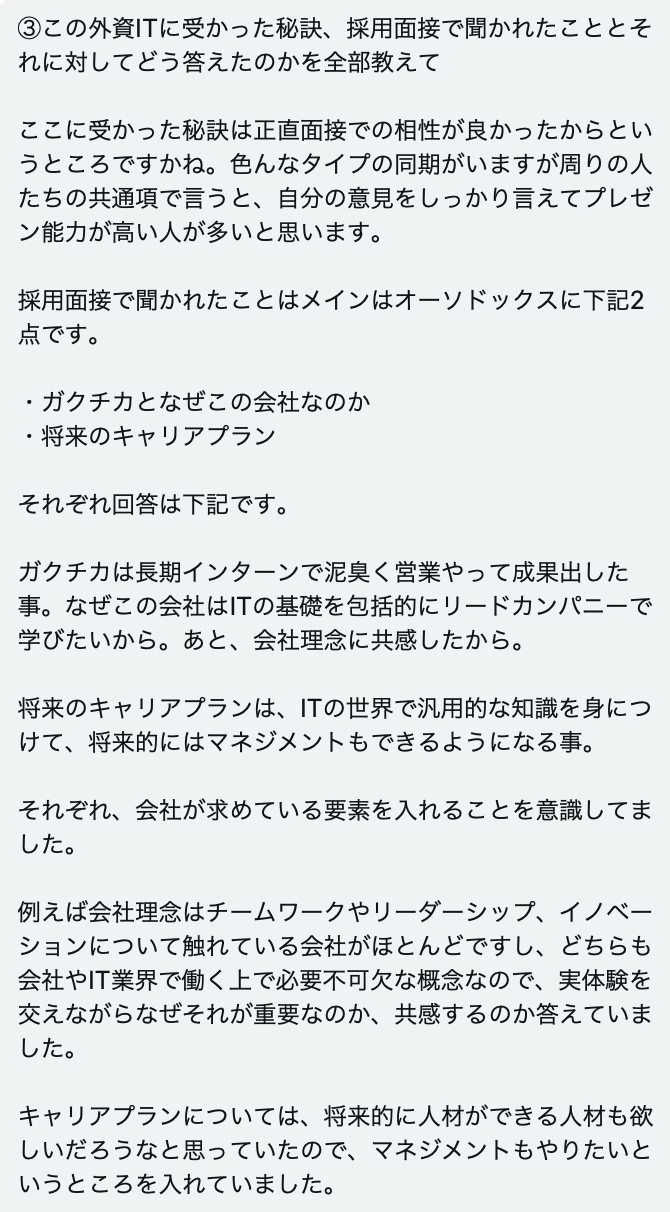 ③この外資ITに受かった秘訣、採用面接で聞かれたこととそ
れに対してどう答えたのかを全部教えて
ここに受かった秘訣は正直面接での相性が良かったからとい
うところですかね。色んなタイプの同期がいますが周りの人
たちの共通項で言うと、自分の意見をしっかり言えてプレゼ
ン能力が高い人が多いと思います。
採用面接で聞かれたことはメインはオーソドックスに下記2
点です。
・ガクチカとなぜこの会社なのか
・将来のキャリアプラン
それぞれ回答は下記です。
ガクチカは長期インターンで泥臭く営業やって成果出した
事。なぜこの会社はITの基礎を包括的にリードカンパニーで
学びたいから。あと、会社理念に共感したから。
将来のキャリアプランは、ITの世界で汎用的な知識を身につ
けて、将来的にはマネジメントもできるようになる事。
それぞれ、会社が求めている要素を入れることを意識してま
した。
例えば会社理念はチームワークやリーダーシップ、イノベー
ションについて触れている会社がほとんどですし、どちらも
会社やIT業界で働く上で必要不可欠な概念なので、実体験を
交えながらなぜそれが重要なのか、共感するのか答えていま
した。
キャリアプランについては、将来的に人材ができる人材も欲
しいだろうなと思っていたので、マネジメントもやりたいと
いうところを入れていました。